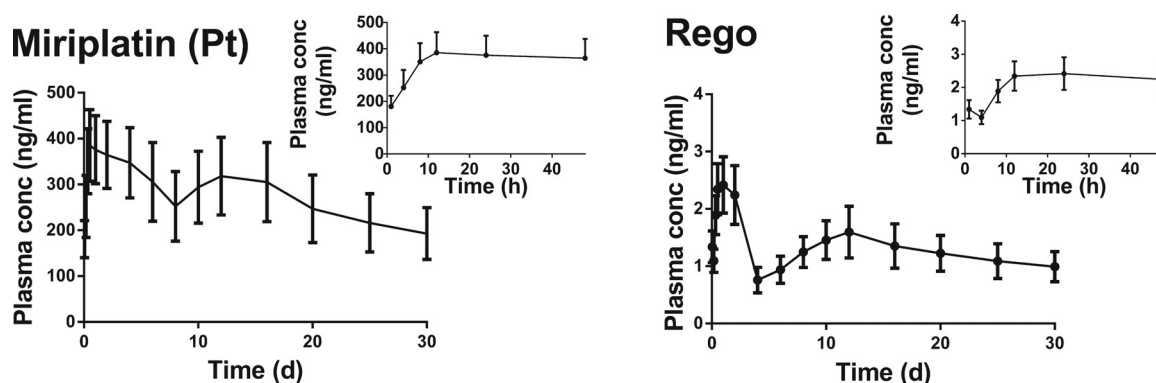 Miriplatin (Pt)
Plasma conc (ng/ml)
500
400
300
200
100
0
0 10 20 30
Time (d)
Plasma conc
(ng/ml)
500
400
300
200
100
0
0 10 20 30 40
Time (h)
Rego
Plasma conc (ng/ml)
4
3
2
1
0
0 10 20 30
Time (d)
Plasma conc
(ng/ml)
4
3
2
1
0
0 20 40
Time (h)